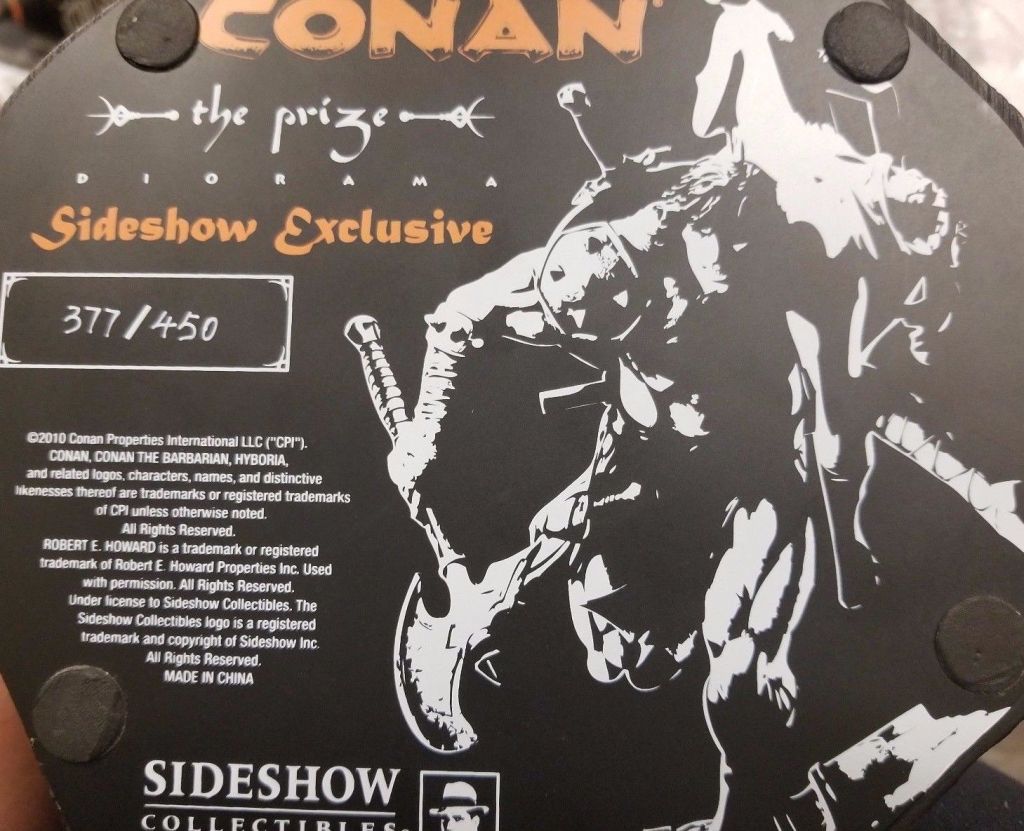 CONAN®
the prize
DIORAMA
Sideshow Exclusive
377/450
©2010 Conan Properties International LLC ("CPI").
CONAN, CONAN THE BARBARIAN, HYBORIA,
and related logos, characters, names, and distinctive
likenesses thereof are trademarks or registered trademarks
of CPI unless otherwise noted.
All Rights Reserved.
ROBERT E. HOWARD is a trademark or registered
trademark of Robert E. Howard Properties Inc. Used
with permission. All Rights Reserved.
Under license to Sideshow Collectibles. The
Sideshow Collectibles logo is a registered
trademark and copyright of Sideshow Inc.
All Rights Reserved.
MADE IN CHINA
SIDESHOW
COLLECTIBLES